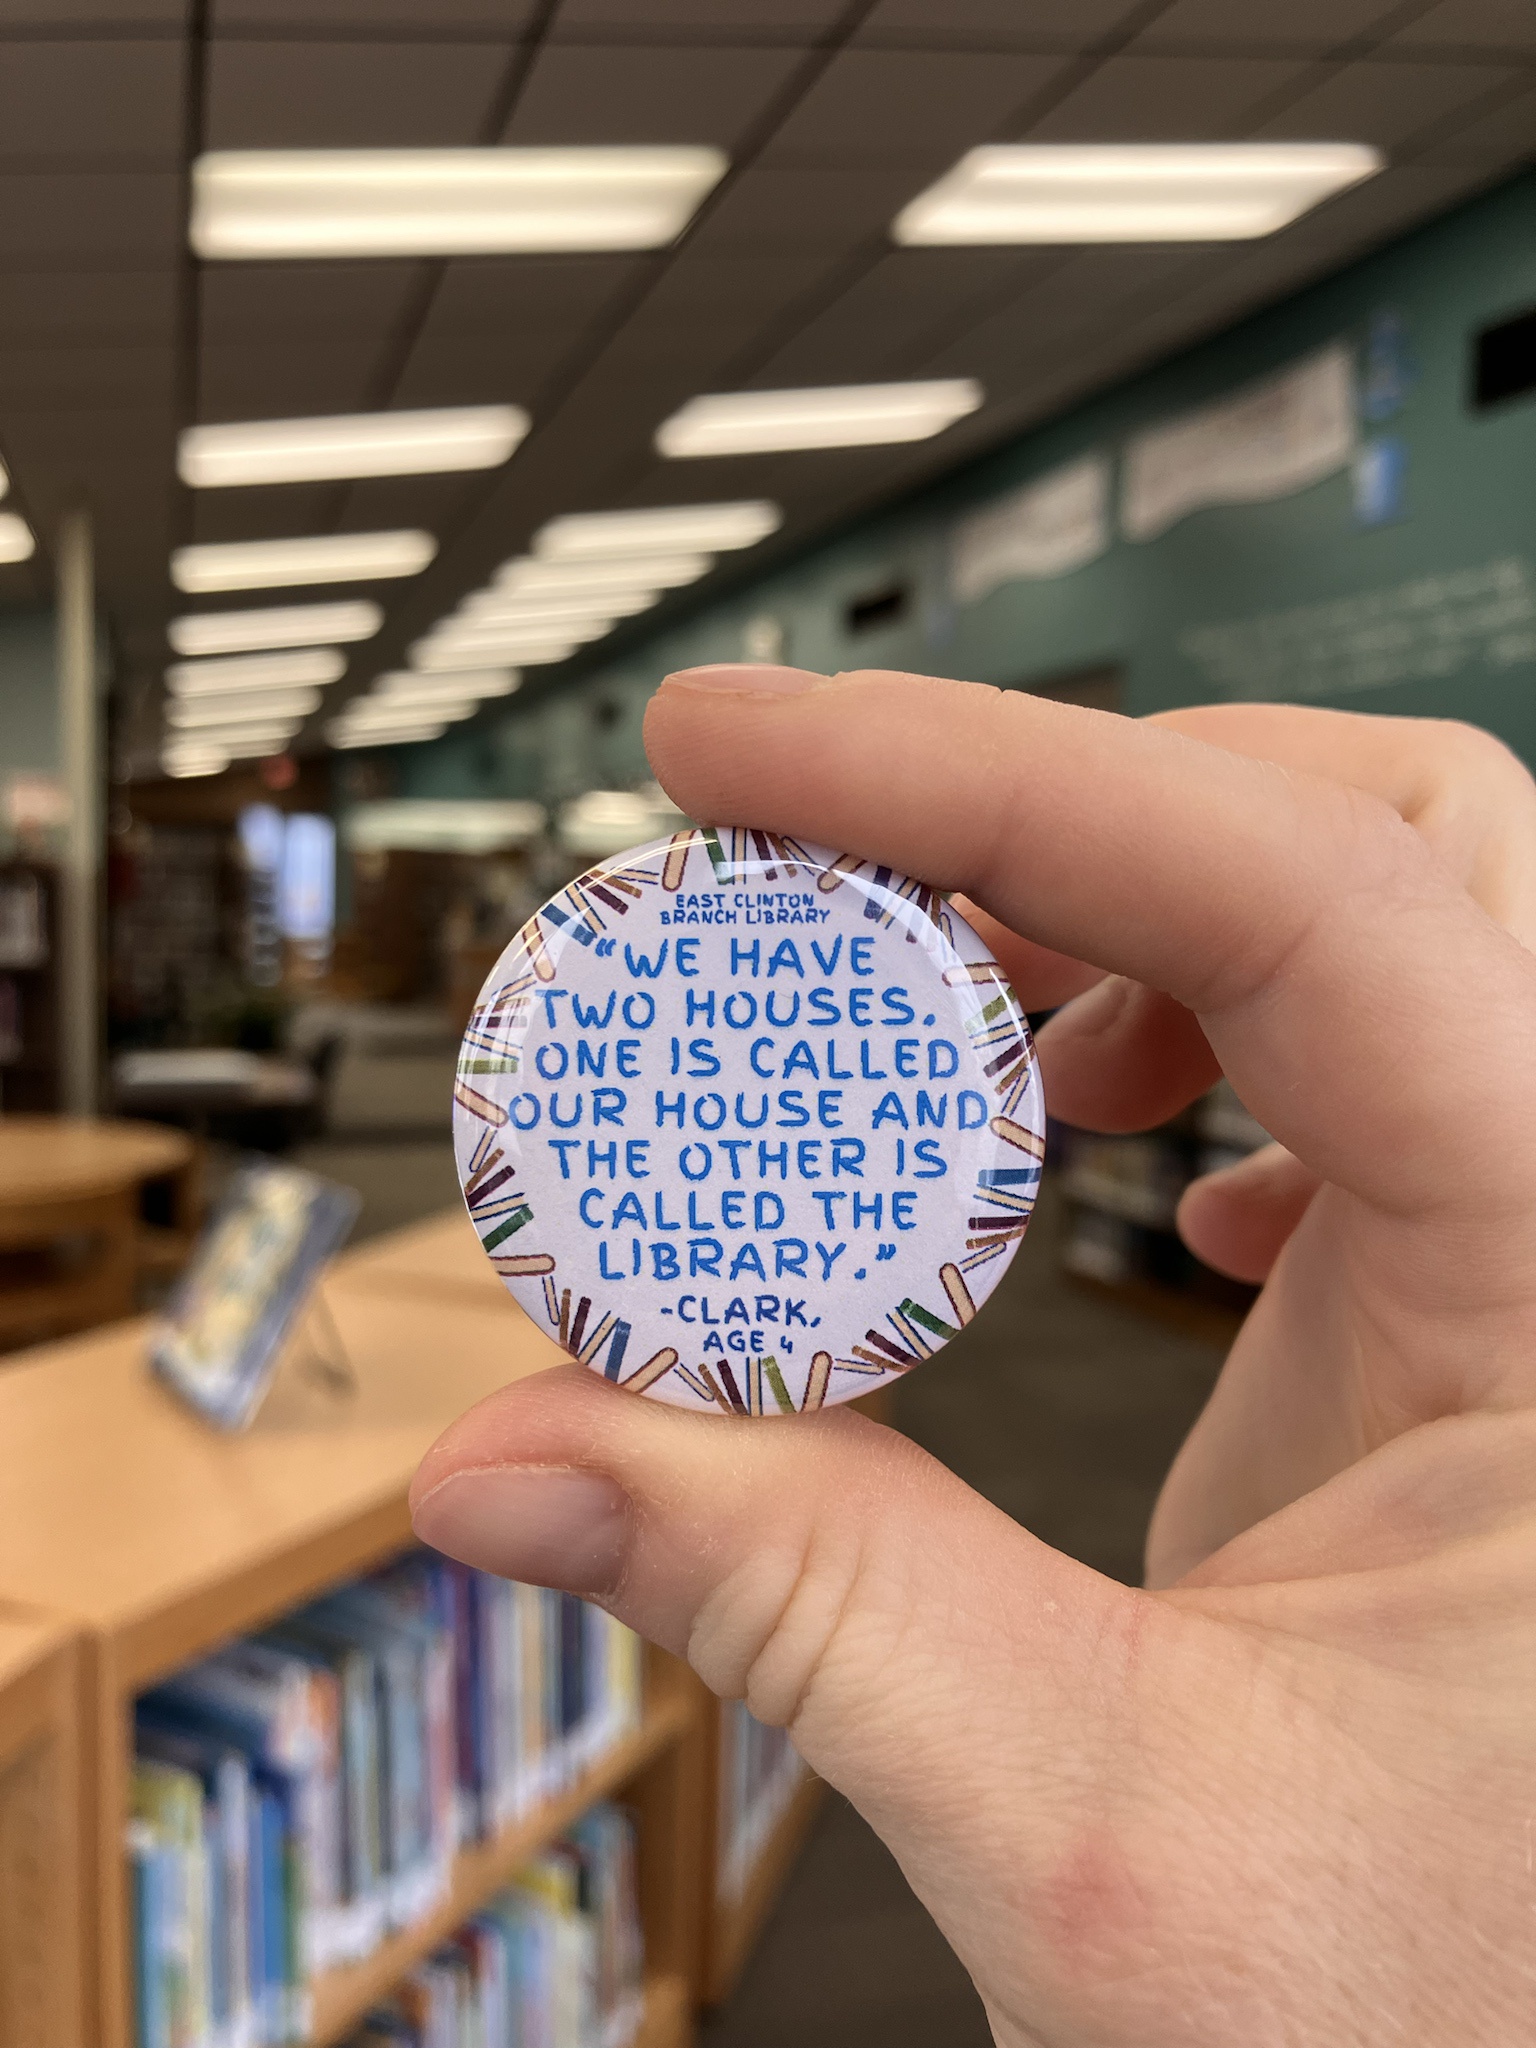 EAST CLINTON
BRANCH LIBRARY
"WE HAVE
TWO HOUSES.
ONE IS CALLED
OUR HOUSE AND
THE OTHER IS
CALLED THE
LIBRARY."
-CLARK,
AGE 4